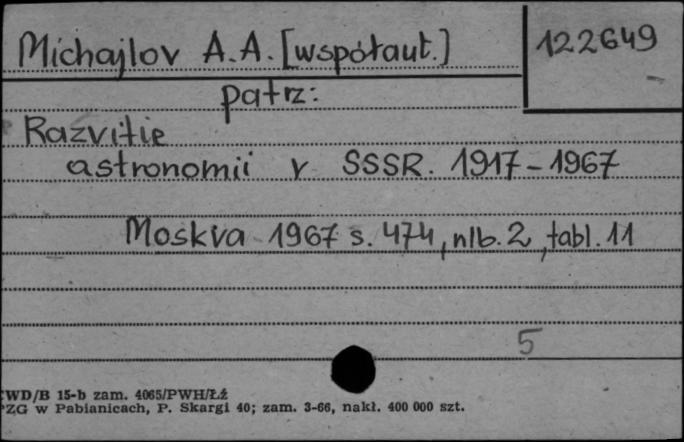 Michajlov A.A. [współaut.]
122649
patrz:
Razvitie
astronomii v SSSR. 1917-1967
Moskva 1967 s. 474, nlb. 2, tabl. 11
5
WD/B 15-b zam. 4065/PWH/Łź
PZG w Pabianicach, P. Skargi 40; zam. 3-66, nakł. 400 000 szt.